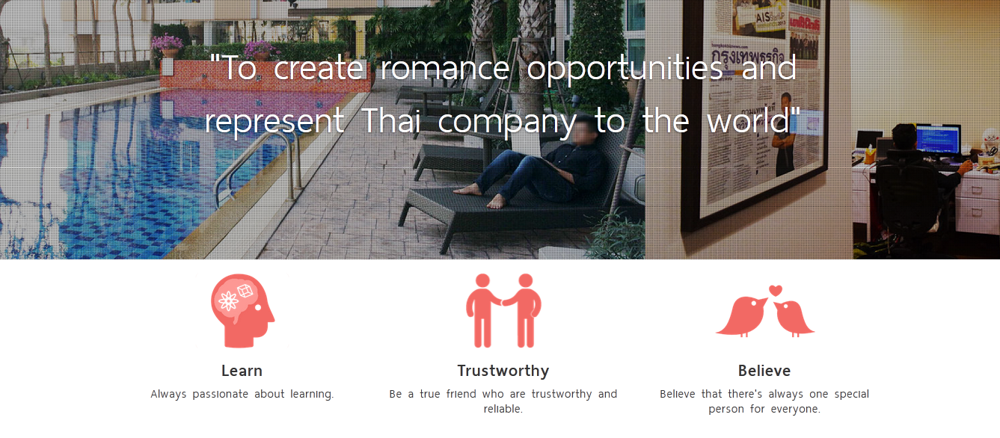 AIS
กรุงเทพธุรกิจ
"To create romance opportunities and
represent Thai company to the world"
Learn
Trustworthy
Believe
Always passionate about learning.
Be a true friend who are trustworthy and
reliable.
Believe that there's always one special
person for everyone.